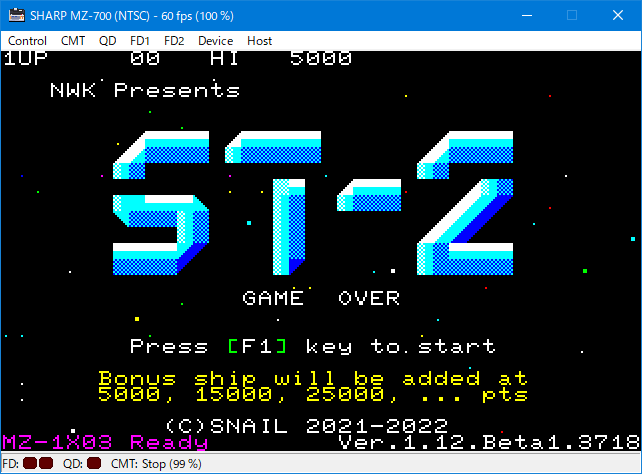 SHARP MZ-700 (NTSC) - 60 fps (100 %)
Control CMT QD FD1 FD2 Device Host
1UP 00 HI 5000
NWK Presents
ST-2
GAME OVER
Press [F1] key to start
Bonus ship will be added at
5000, 15000, 25000, ... pts
(C)SNAIL 2021-2022
MZ-1X03 Ready Ver.1.12.Beta1.3718
FD: QD: CMT: Stop (99 %)